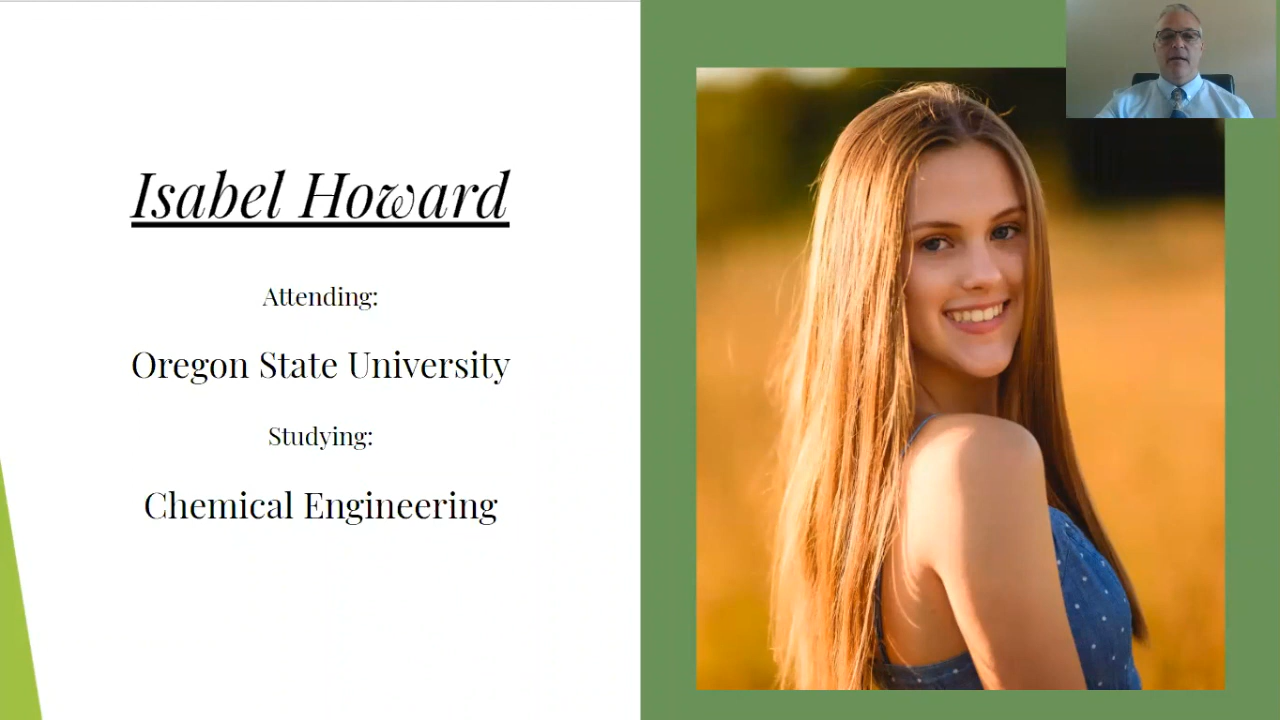 Isabel Howard
Attending:
Oregon State University
Studying:
Chemical Engineering